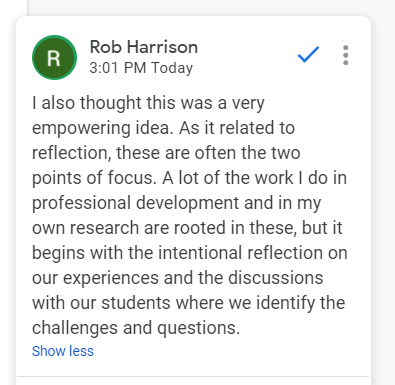 R
Rob Harrison
3:01 PM Today
I also thought this was a very
empowering idea. As it related to
reflection, these are often the two
points of focus. A lot of the work I do in
professional development and in my
own research are rooted in these, but it
begins with the intentional reflection on
our experiences and the discussions
with our students where we identify the
challenges and questions.
Show less